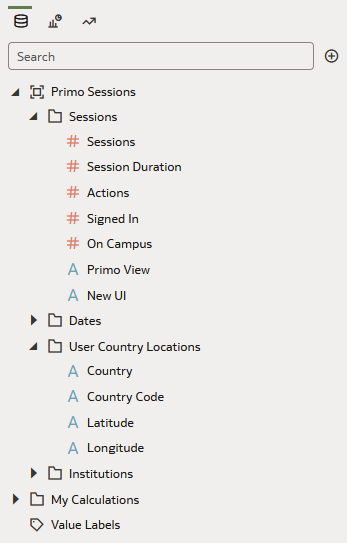 Search
Primo Sessions
Sessions
# Sessions
# Session Duration
# Actions
# Signed In
# On Campus
A Primo View
A New UI
Dates
User Country Locations
A Country
A Country Code
A Latitude
A Longitude
Institutions
My Calculations
Value Labels